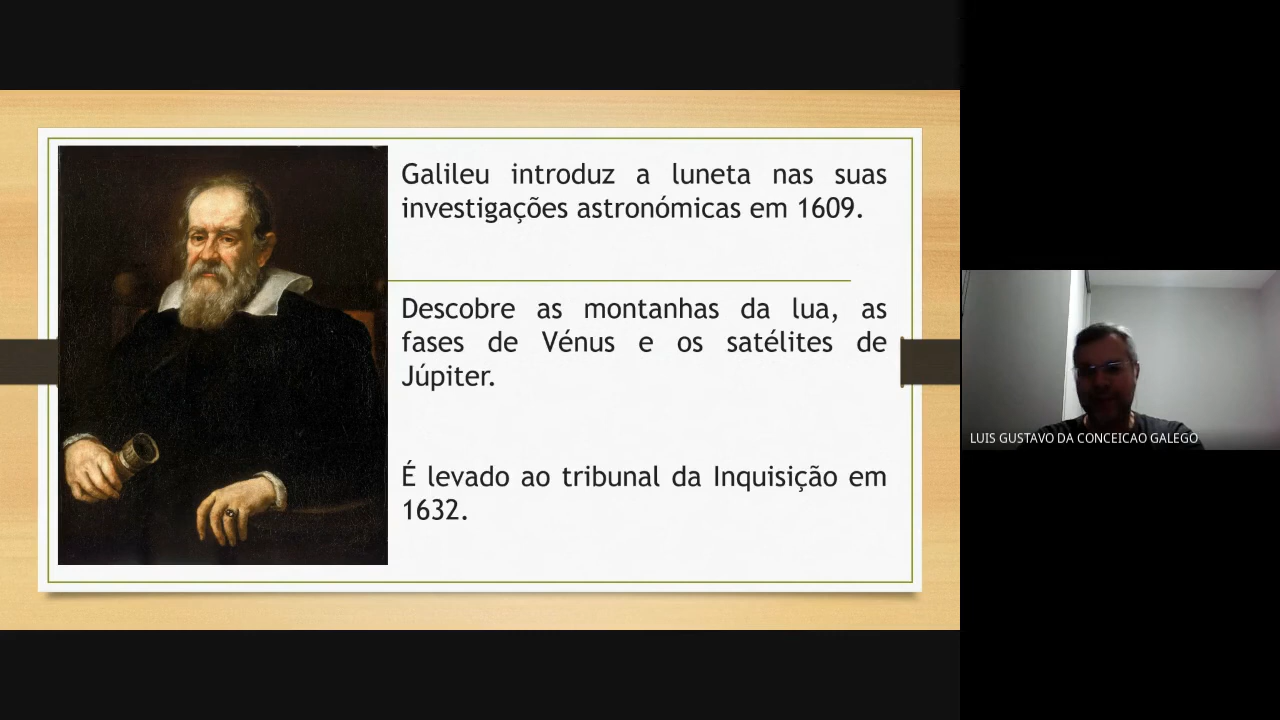 Galileu introduz a luneta nas suas
investigações astronómicas em 1609.
Descobre as montanhas da lua, as
fases de Vénus e os satélites de
Júpiter.
É levado ao tribunal da Inquisição em
1632.
LUIS GUSTAVO DA CONCEICAO GALEGO